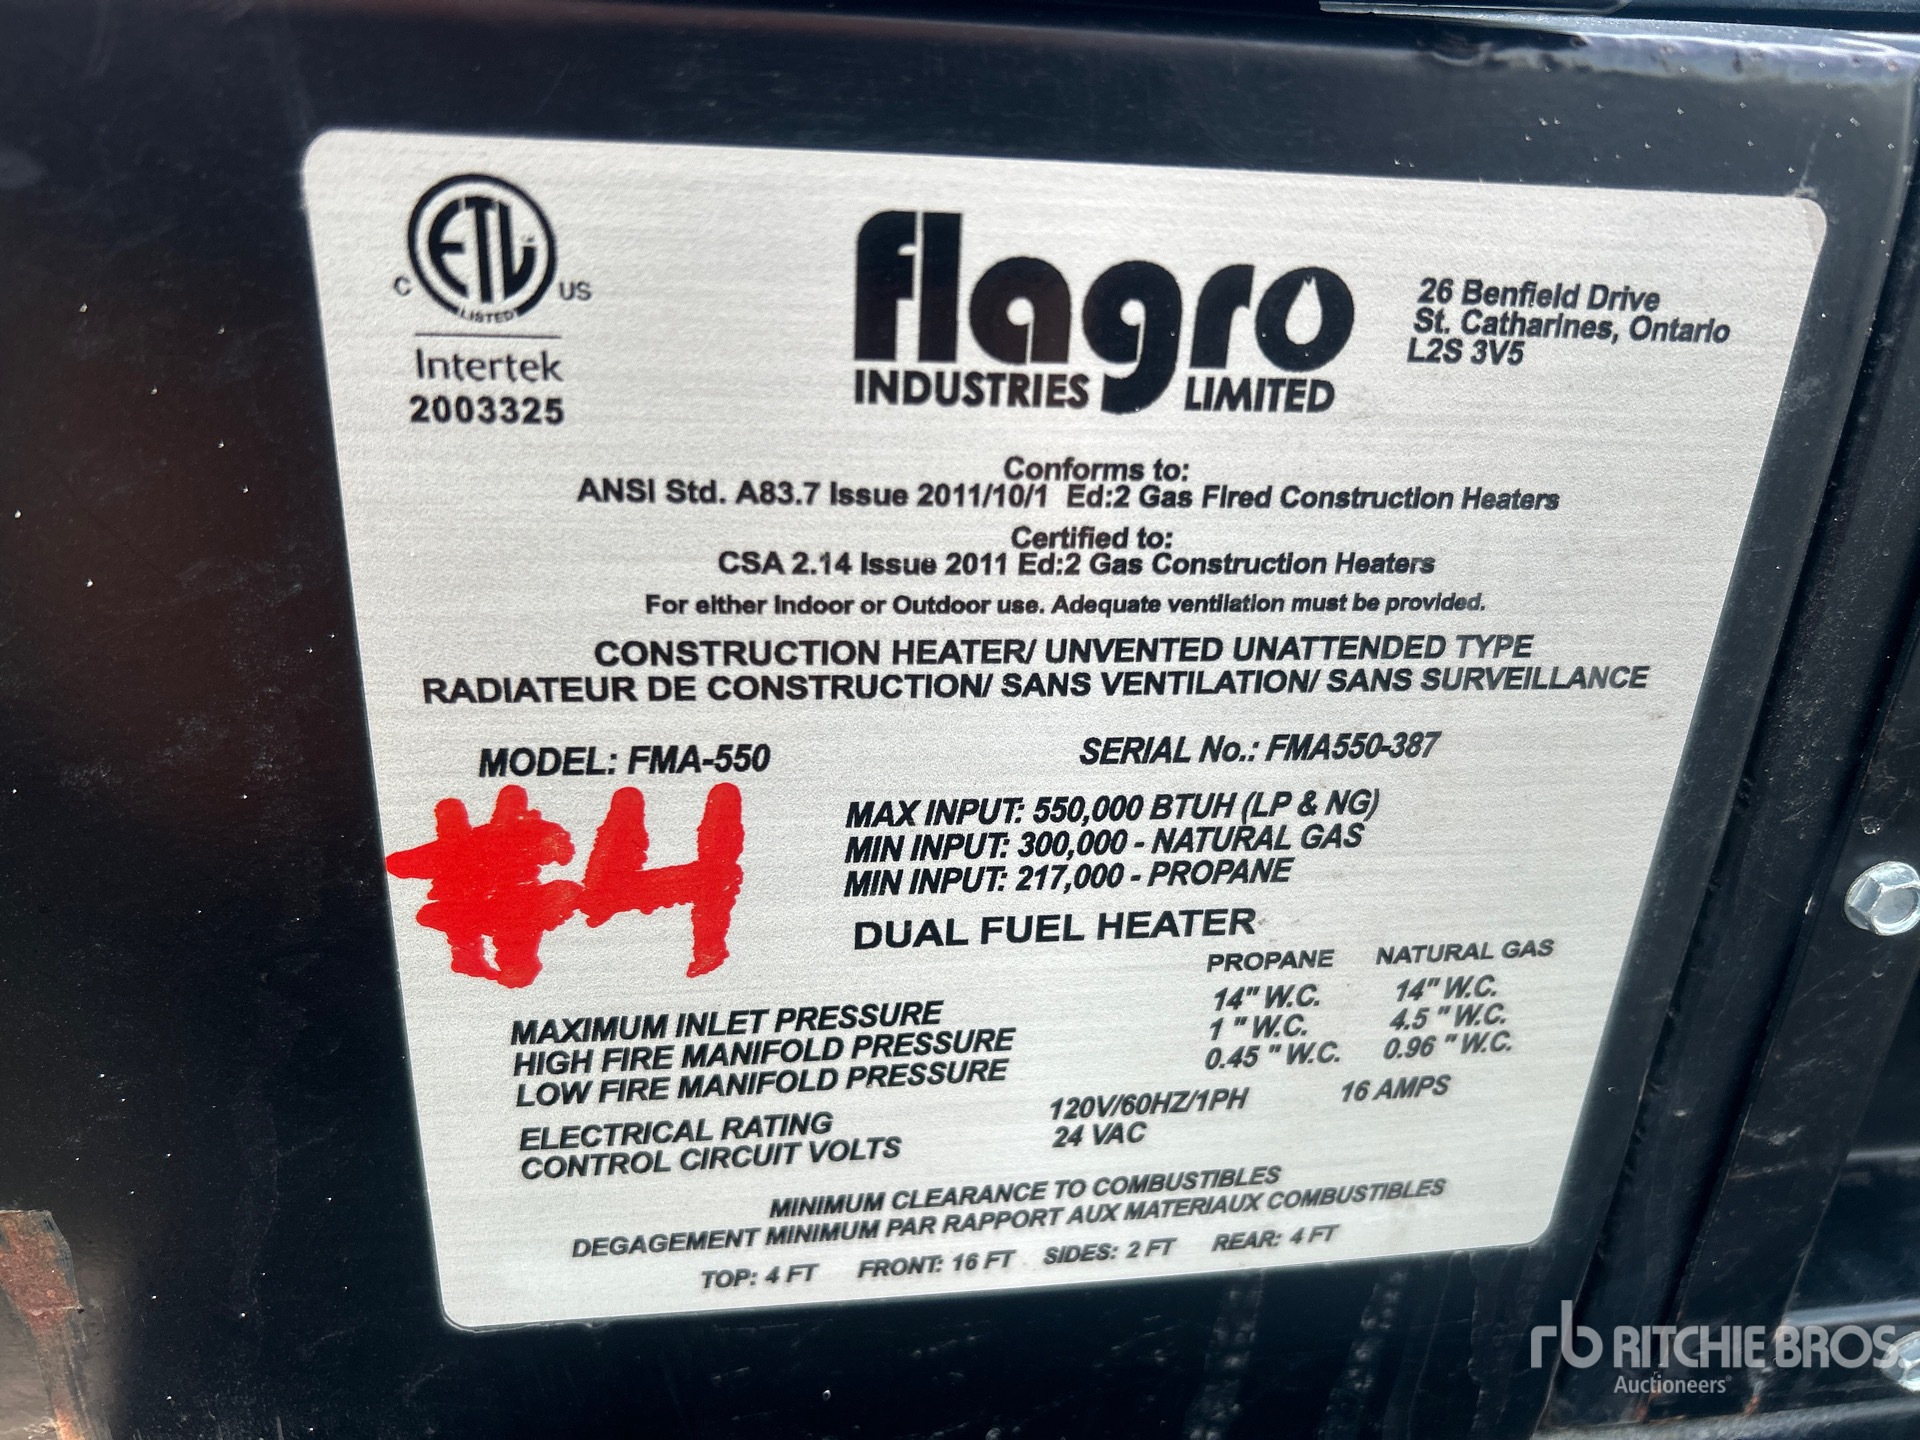 ETL
LISTED
C US
Intertek
2003325
flagro
INDUSTRIES LIMITED
26 Benfield Drive
St. Catharines, Ontario
L2S 3V5
Conforms to:
ANSI Std. A83.7 Issue 2011/10/1 Ed:2 Gas Fired Construction Heaters
Certified to:
CSA 2.14 Issue 2011 Ed:2 Gas Construction Heaters
For either Indoor or Outdoor use. Adequate ventilation must be provided.
CONSTRUCTION HEATER/ UNVENTED UNATTENDED TYPE
RADIATEUR DE CONSTRUCTION/ SANS VENTILATION/ SANS SURVEILLANCE
MODEL: FMA-550 SERIAL No.: FMA550-387
#4
MAX INPUT: 550,000 BTUH (LP & NG)
MIN INPUT: 300,000 - NATURAL GAS
MIN INPUT: 217,000 - PROPANE
DUAL FUEL HEATER
PROPANE NATURAL GAS
MAXIMUM INLET PRESSURE 14" W.C. 14" W.C.
HIGH FIRE MANIFOLD PRESSURE 1 " W.C. 4.5 " W.C.
LOW FIRE MANIFOLD PRESSURE 0.45 " W.C. 0.96 " W.C.
ELECTRICAL RATING 120V/60HZ/1PH 16 AMPS
CONTROL CIRCUIT VOLTS 24 VAC
MINIMUM CLEARANCE TO COMBUSTIBLES
DEGAGEMENT MINIMUM PAR RAPPORT AUX MATERIAUX COMBUSTIBLES
TOP: 4 FT FRONT: 16 FT SIDES: 2 FT REAR: 4 FT
rb RITCHIE BROS.
Auctioneers